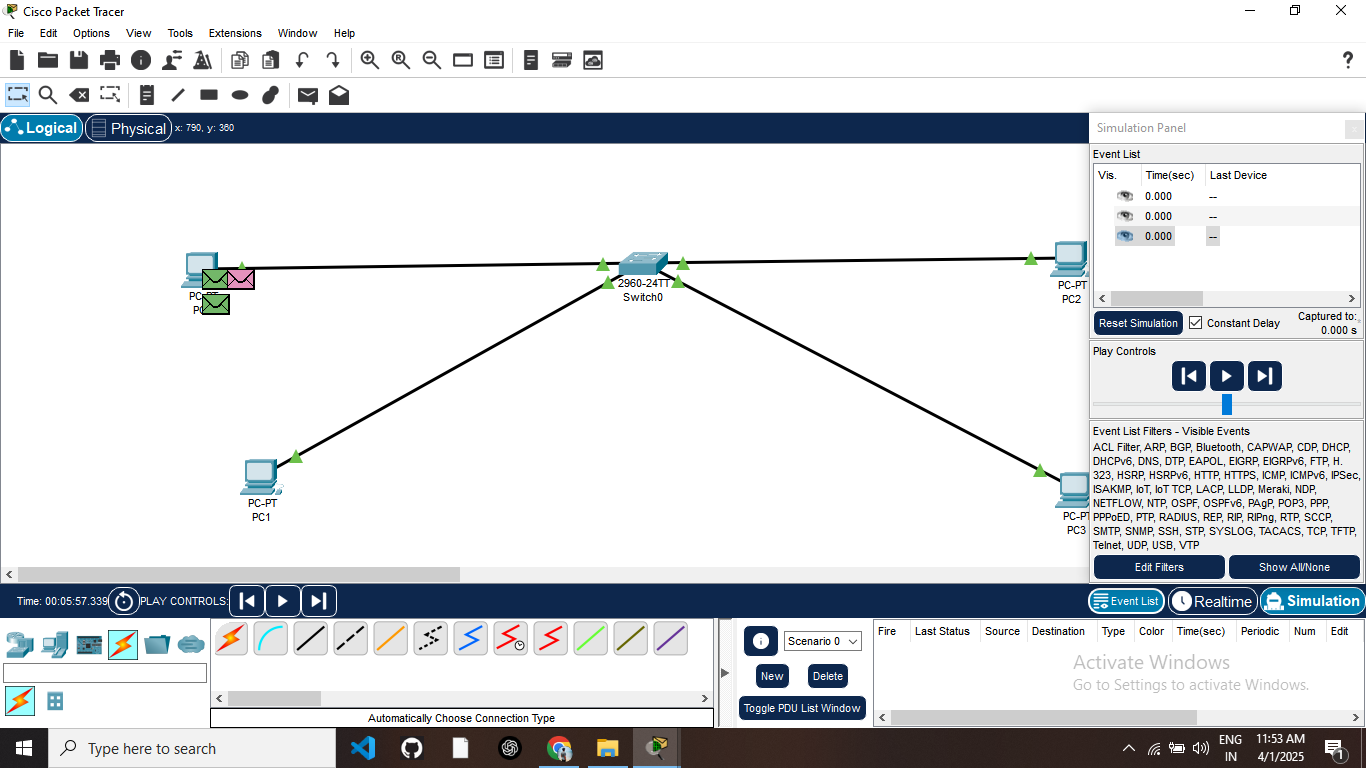 Cisco Packet Tracer
File Edit Options View Tools Extensions Window Help
Logical Physical x: 790, y: 360
Simulation Panel
Event List
Vis. Time(sec) Last Device
0.000 --
0.000 --
0.000 --
2960-24TT
Switch0
PC-PT
PC2
PC-PT
PC1
PC-PT
PC3
Reset Simulation Constant Delay Captured to:
0.000 s
Play Controls
Event List Filters - Visible Events
ACL Filter, ARP, BGP, Bluetooth, CAPWAP, CDP, DHCP,
DHCPv6, DNS, DTP, EAPOL, EIGRP, EIGRPv6, FTP, H.
323, HSRP, HSRPv6, HTTP, HTTPS, ICMP, ICMPv6, IPSec,
ISAKMP, IoT, IoT TCP, LACP, LLDP, Meraki, NDP,
NETFLOW, NTP, OSPF, OSPFv6, PAgP, POP3, PPP,
PPPoED, PTP, RADIUS, REP, RIP, RIPng, RTP, SCCP,
SMTP, SNMP, SSH, STP, SYSLOG, TACACS, TCP, TFTP,
Telnet, UDP, USB, VTP
Edit Filters Show All/None
Time: 00:05:57.339 PLAY CONTROLS:
Event List Realtime Simulation
Scenario 0
New Delete
Toggle PDU List Window
Fire Last Status Source Destination Type Color Time(sec) Periodic Num Edit
Activate Windows
Go to Settings to activate Windows.
Automatically Choose Connection Type
Type here to search
ENG
IN
11:53 AM
4/1/2025
1